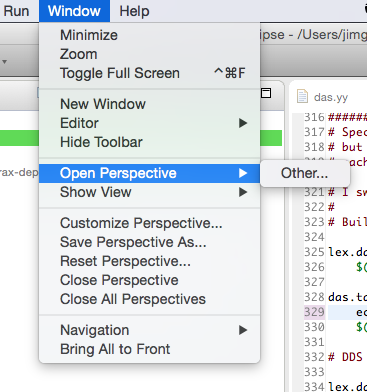 Run Window Help
Minimize
Zoom
Toggle Full Screen ^⌘F
New Window
Editor
Hide Toolbar
Open Perspective
Other...
Show View
Customize Perspective...
Save Perspective As...
Reset Perspective...
Close Perspective
Close All Perspectives
Navigation
Bring All to Front
ipse - /Users/jimg
rax-dep
das.yy
316 #######
317 # Spec
318 # but
319 # ach
320
321 # I sw
322 #
323 # Buil
324
325 lex.da
326 $(
327
328 das.ta
329 ec
330 $(
331
332 # DDS
333
334 lex.da